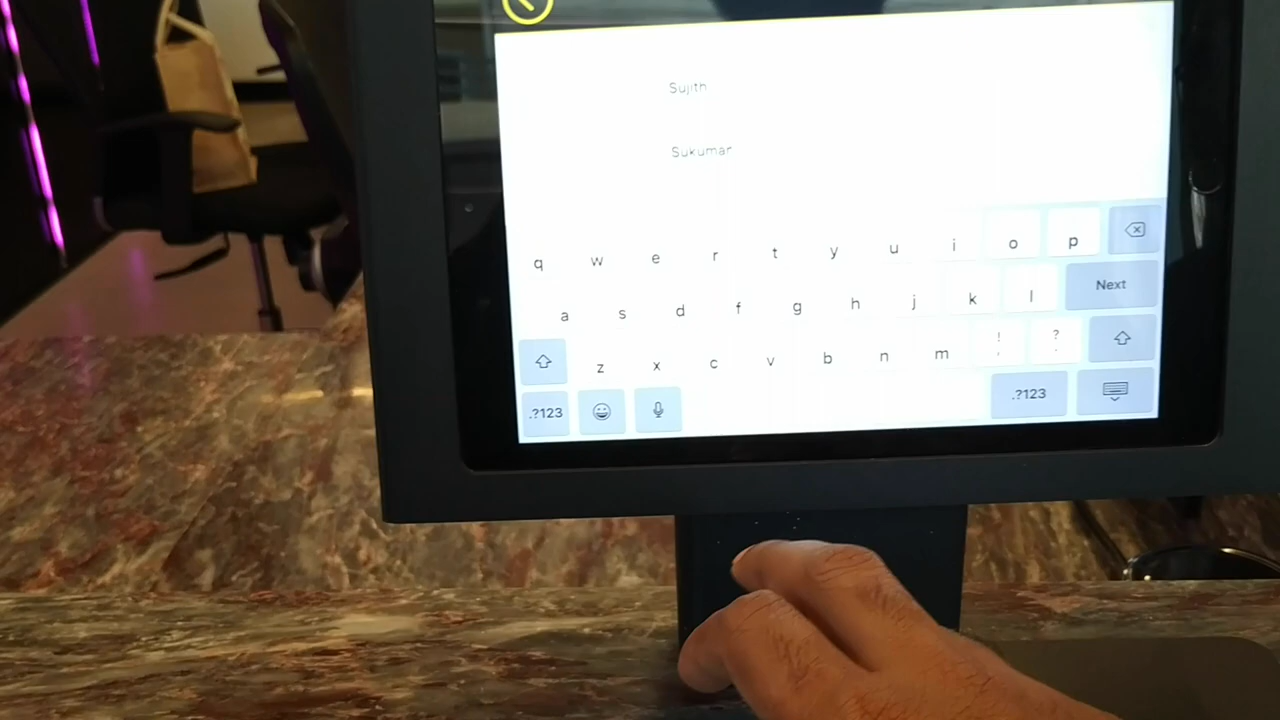 Sujith
Sukumar
q w e r t y u i o p
a s d f g h j k l Next
z x c v b n m ! , ? .
.?123 .?123